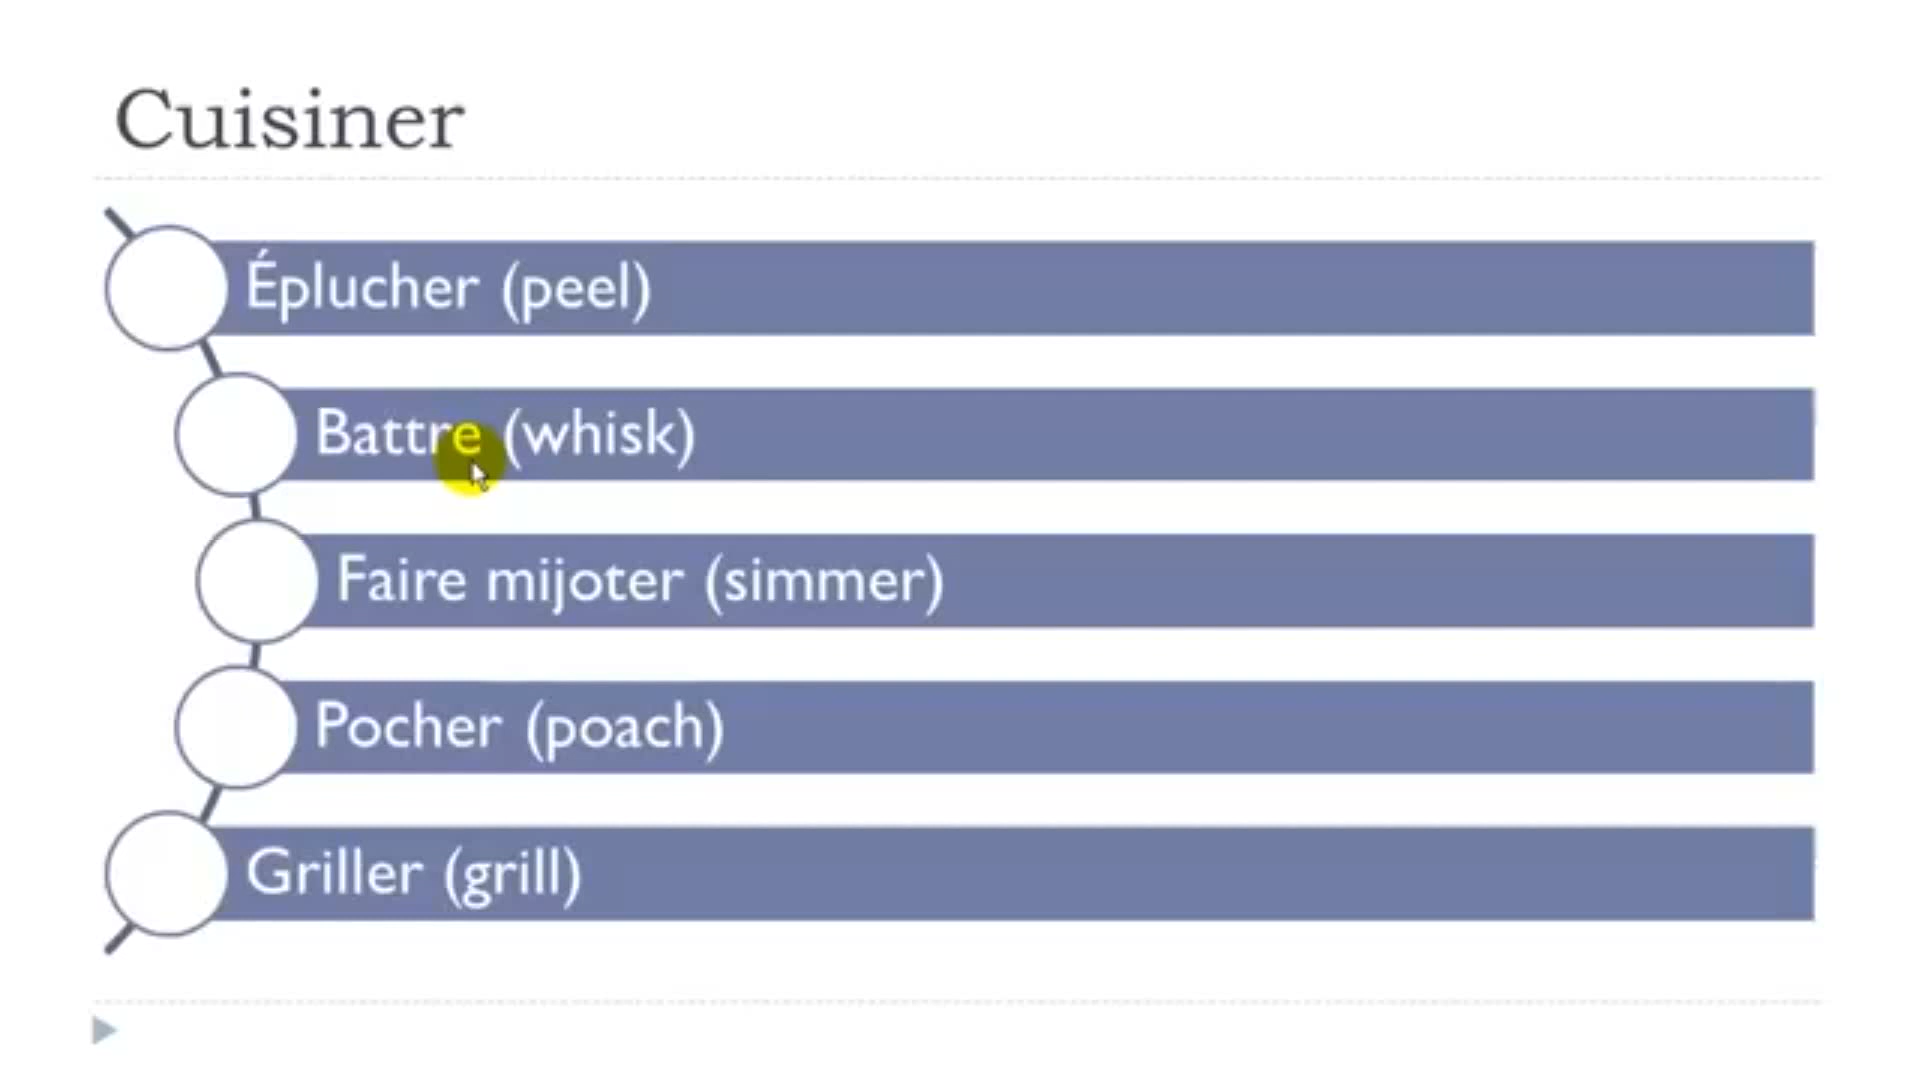 Cuisiner
Éplucher (peel)
Battre (whisk)
Faire mijoter (simmer)
Pocher (poach)
Griller (grill)